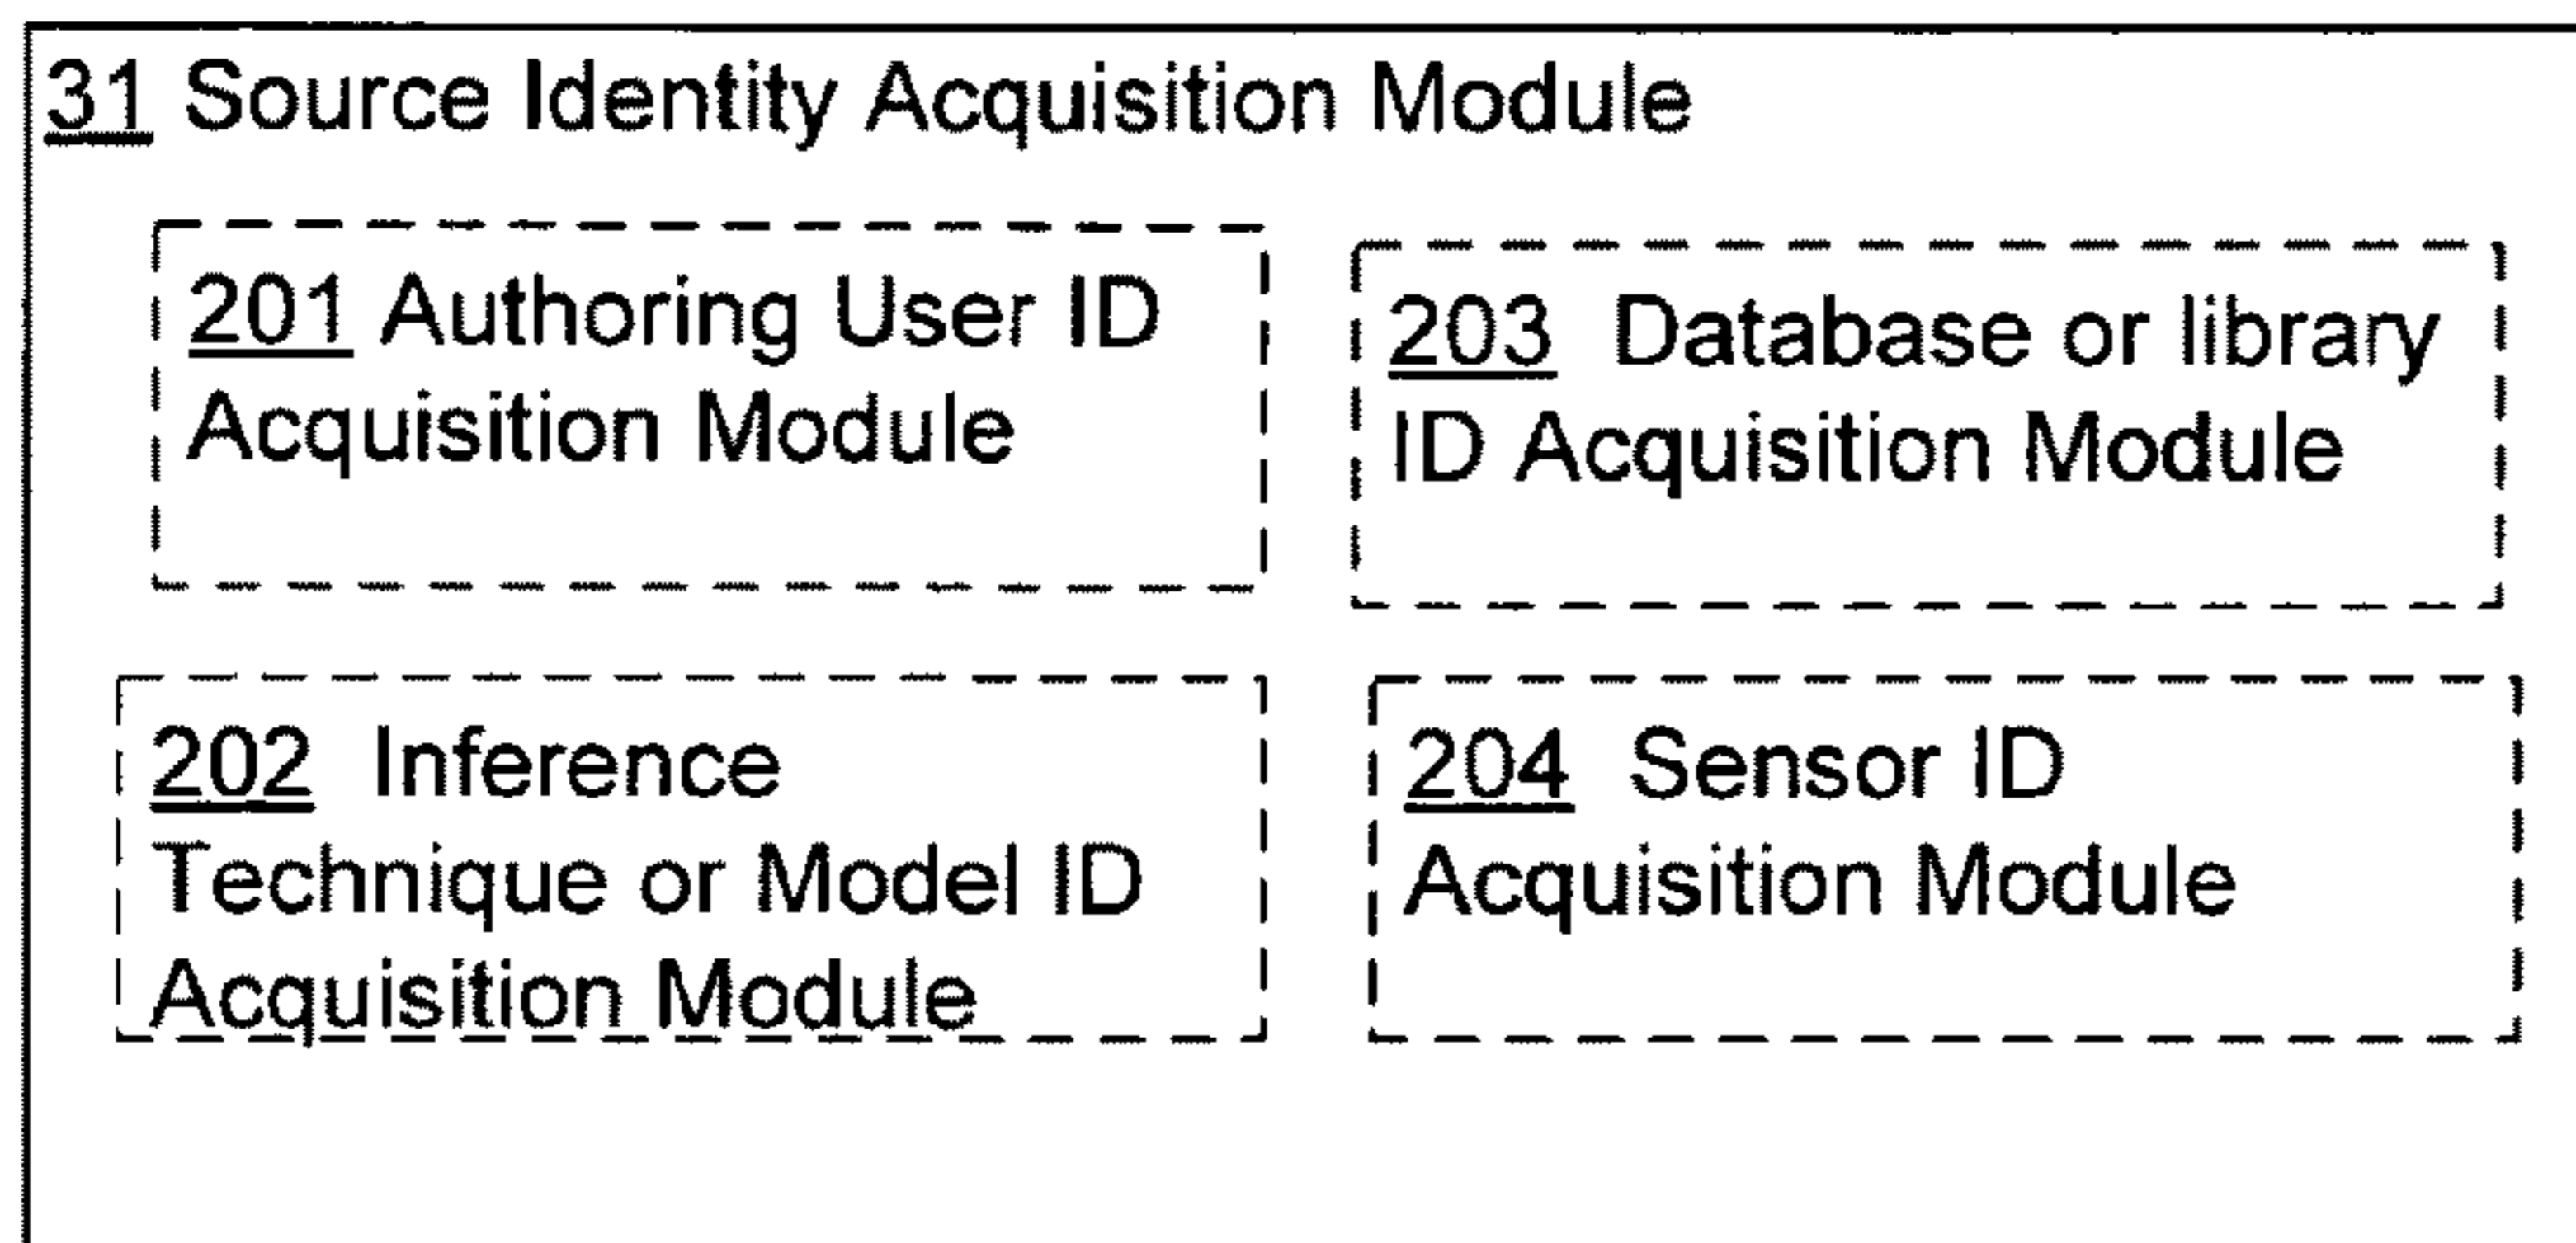 31 Source Identity Acquisition Module
201 Authoring User ID
Acquisition Module
203 Database or library
ID Acquisition Module
202 Inference
Technique or Model ID
Acquisition Module
204 Sensor ID
Acquisition Module